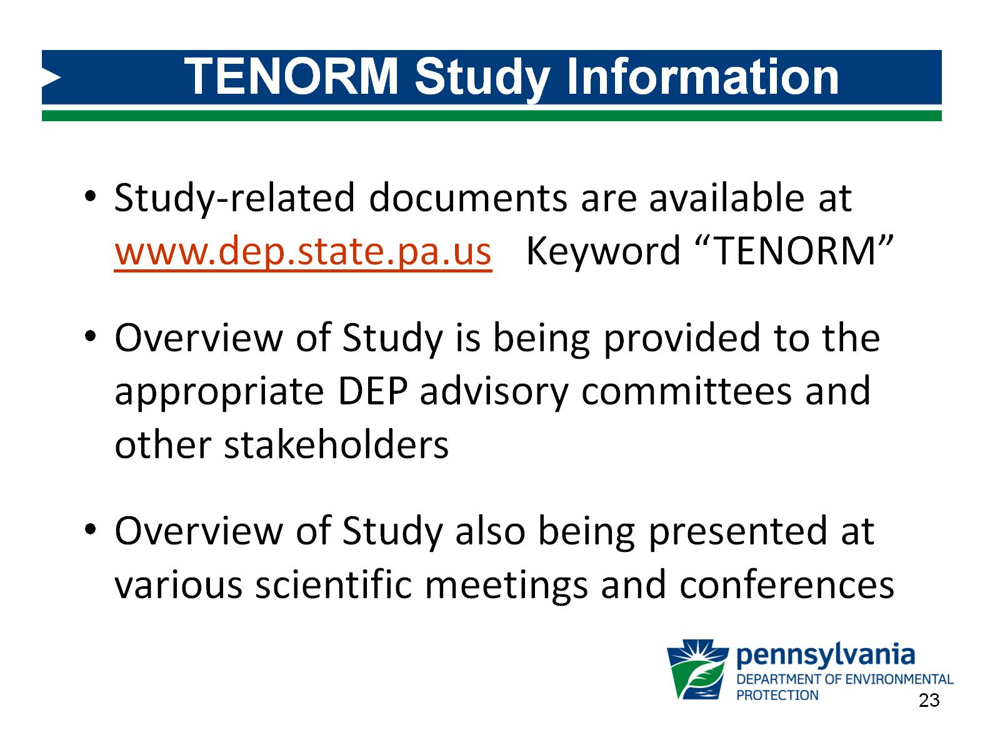 TENORM Study Information
• Study-related documents are available at
www.dep.state.pa.us Keyword “TENORM”
• Overview of Study is being provided to the
appropriate DEP advisory committees and
other stakeholders
• Overview of Study also being presented at
various scientific meetings and conferences
pennsylvania
DEPARTMENT OF ENVIRONMENTAL
PROTECTION
23